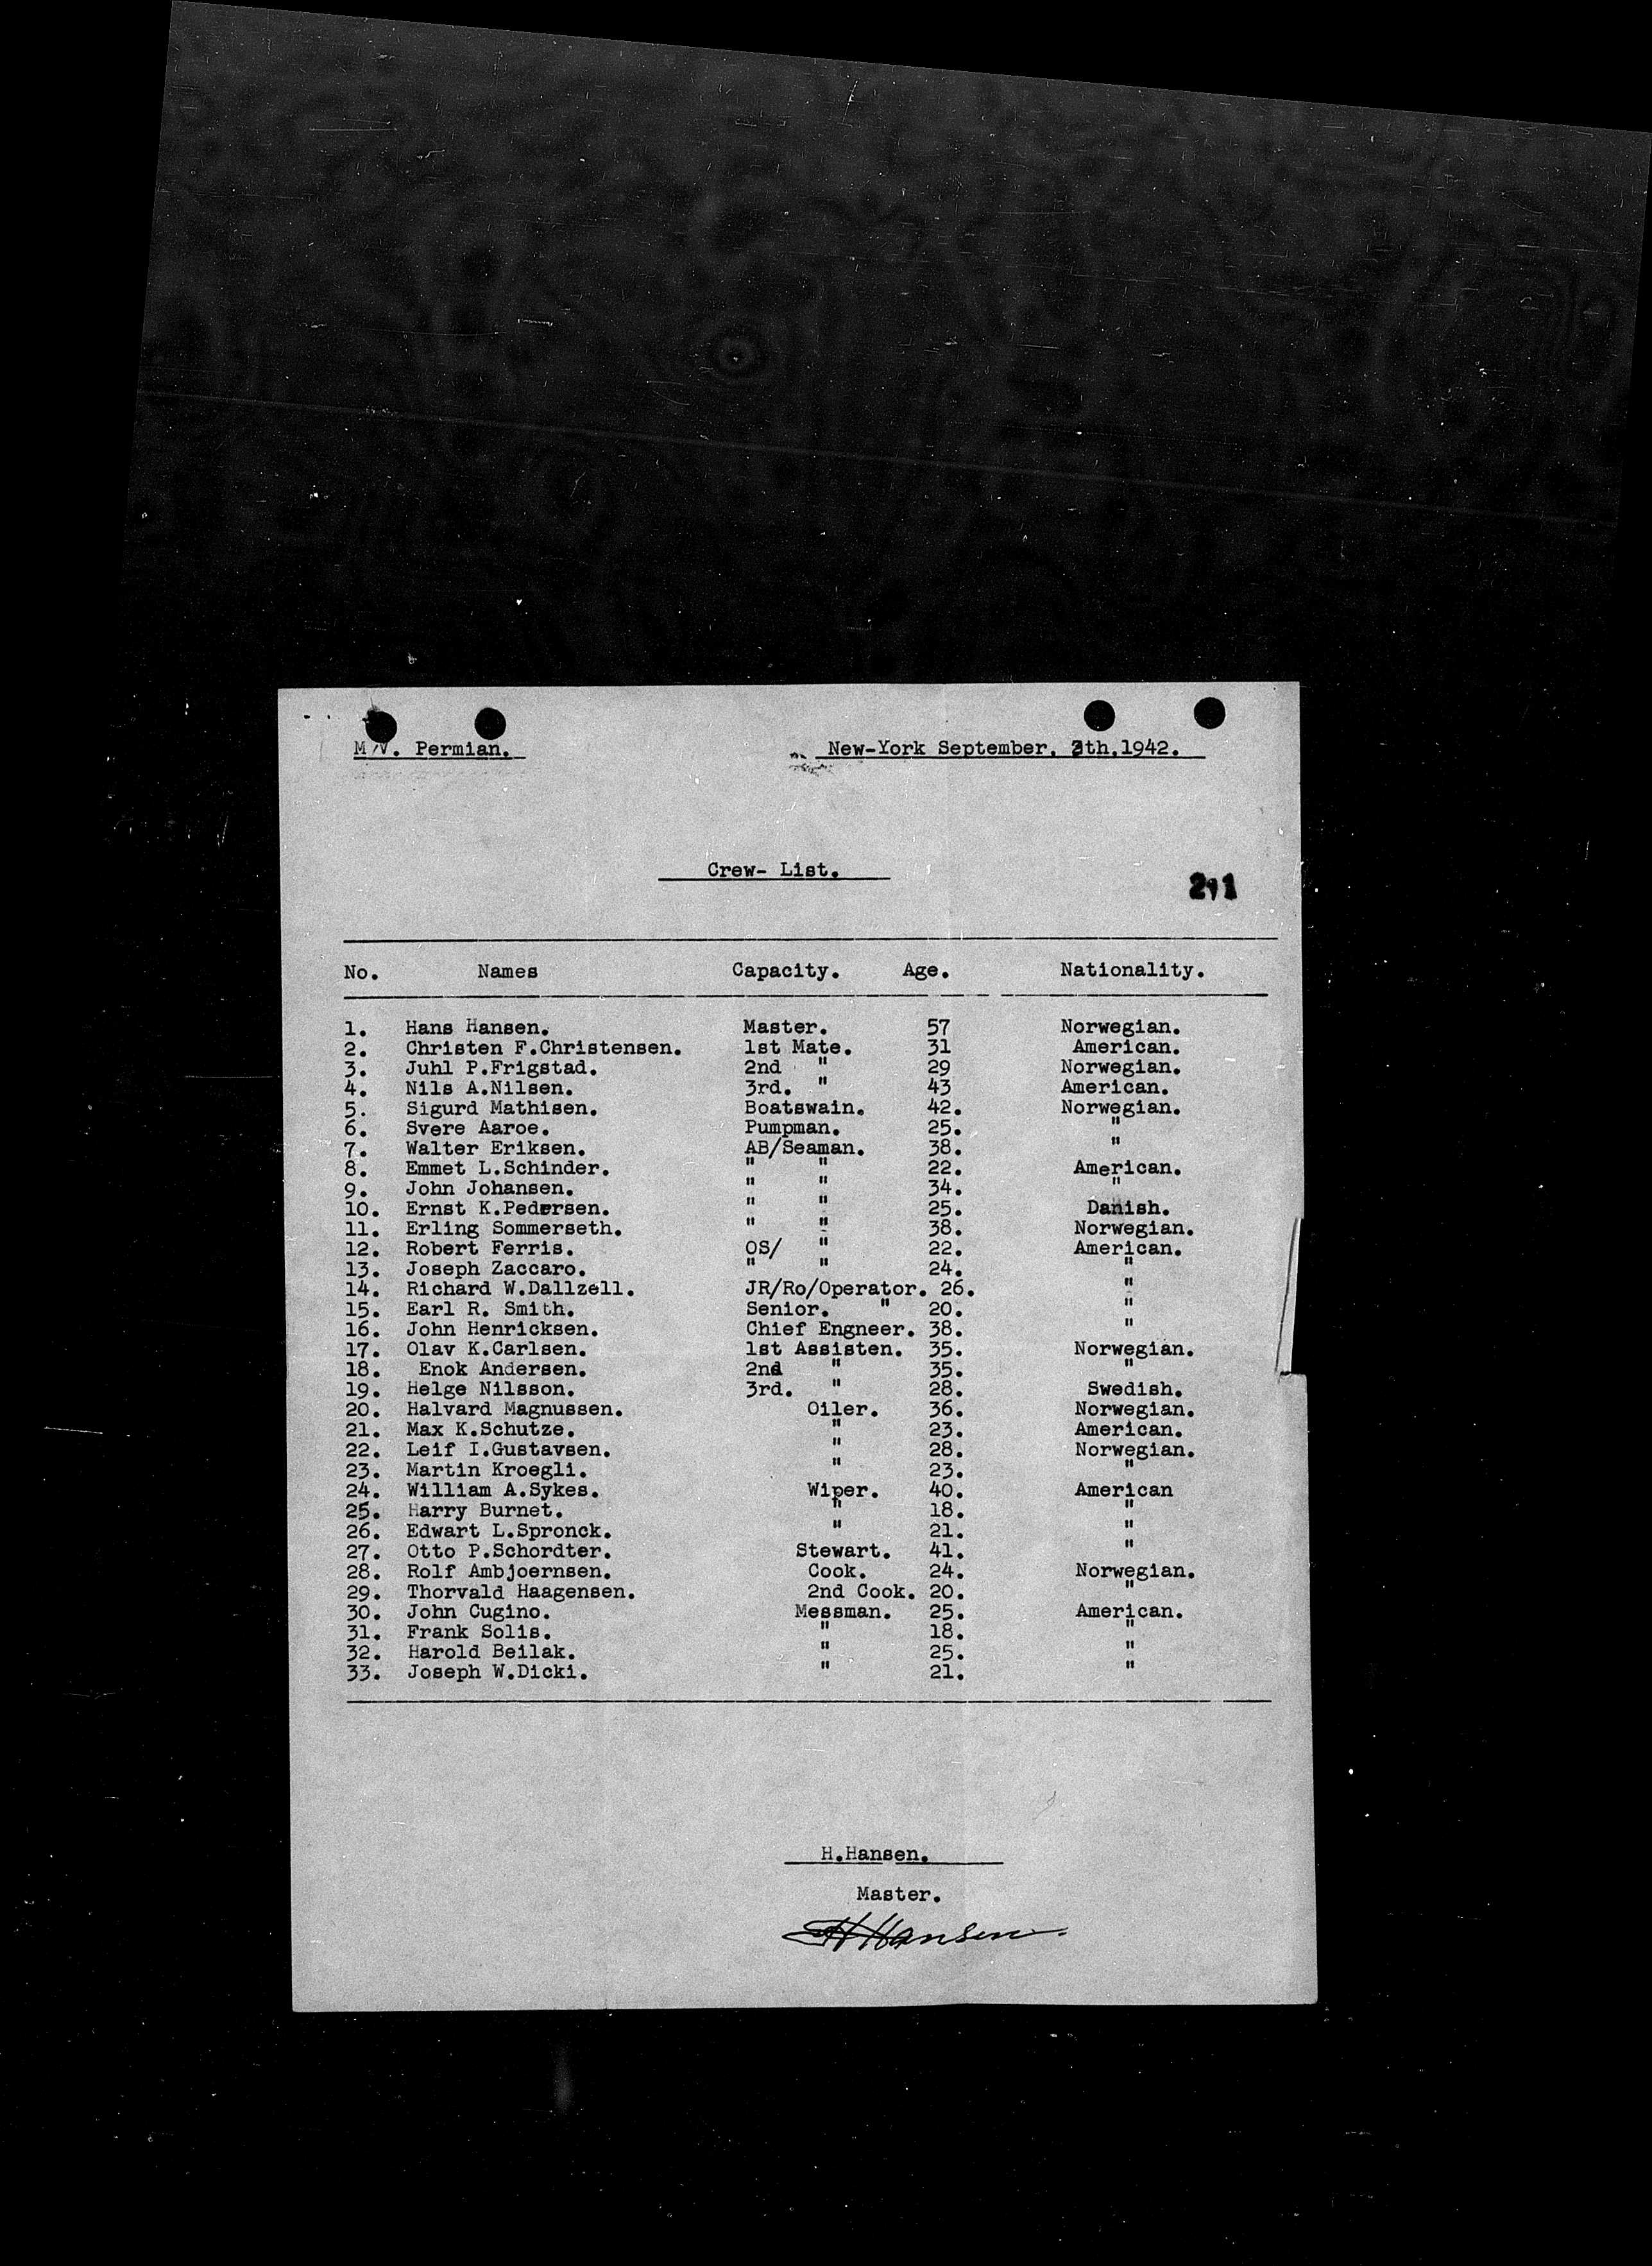 M/V. Permian.
New-York September, th.1942.
Crew- List.
No. Names Capacity. Age. Nationality.
1. Hans Hansen. Master. 57 Norwegian.
2. Christen F.Christensen. 1st Mate. 31 American.
3. Juhl P.Frigstad. 2nd " 29 Norwegian.
4. Nils A.Nilsen. 3rd. " 43 American.
5. Sigurd Mathisen. Boatswain. 42. Norwegian.
6. Svere Aaroe. Pumpman. 25. "
7. Walter Eriksen. AB/Seaman. 38. "
8. Emmet L.Schinder. " " 22. American.
9. John Johansen. " " 34. "
10. Ernst K.Pedersen. " " 25. Danish.
11. Erling Sommerseth. " " 38. Norwegian.
12. Robert Ferris. OS/ " 22. American.
13. Joseph Zaccaro. " " 24. "
14. Richard W.Dallzell. JR/Ro/Operator. 26. "
15. Earl R. Smith. Senior. " 20. "
16. John Henricksen. Chief Engneer. 38. "
17. Olav K.Carlsen. 1st Assisten. 35. Norwegian.
18. Enok Andersen. 2nd " 35. "
19. Helge Nilsson. 3rd. " 28. Swedish.
20. Halvard Magnussen. Oiler. 36. Norwegian.
21. Max K.Schutze. " 23. American.
22. Leif I.Gustavsen. " 28. Norwegian.
23. Martin Kroegli. " 23. "
24. William A.Sykes. Wiper. 40. American
25. Harry Burnet. " 18. "
26. Edwart L.Spronck. " 21. "
27. Otto P.Schordter. Stewart. 41. "
28. Rolf Ambjoernsen. Cook. 24. Norwegian.
29. Thorvald Haagensen. 2nd Cook. 20. "
30. John Cugino. Messman. 25. American.
31. Frank Solis. " 18. "
32. Harold Beilak. " 25. "
33. Joseph W.Dicki. " 21. "
H.Hansen.
Master.
H Hansen